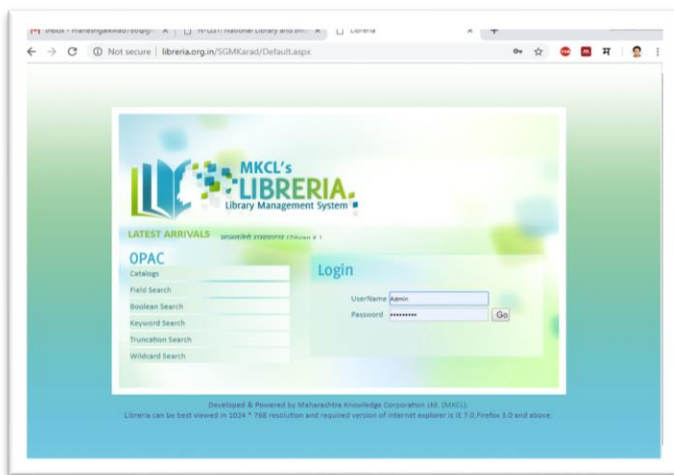 Libreria
Not secure | libreria.org.in/SGMKarad/Default.aspx
MKCL's
LIBRERIA
Library Management System
LATEST ARRIVALS
OPAC
Catalogs
Field Search
Boolean Search
Keyword Search
Truncation Search
Wildcard Search
Login
UserName Admin
Password •••••••••
Go
Developed & Powered by Maharashtra Knowledge Corporation Ltd. (MKCL).
Libreria can be best viewed in 1024 * 768 resolution and required version of internet explorer is IE 7.0,Firefox 3.0 and above.